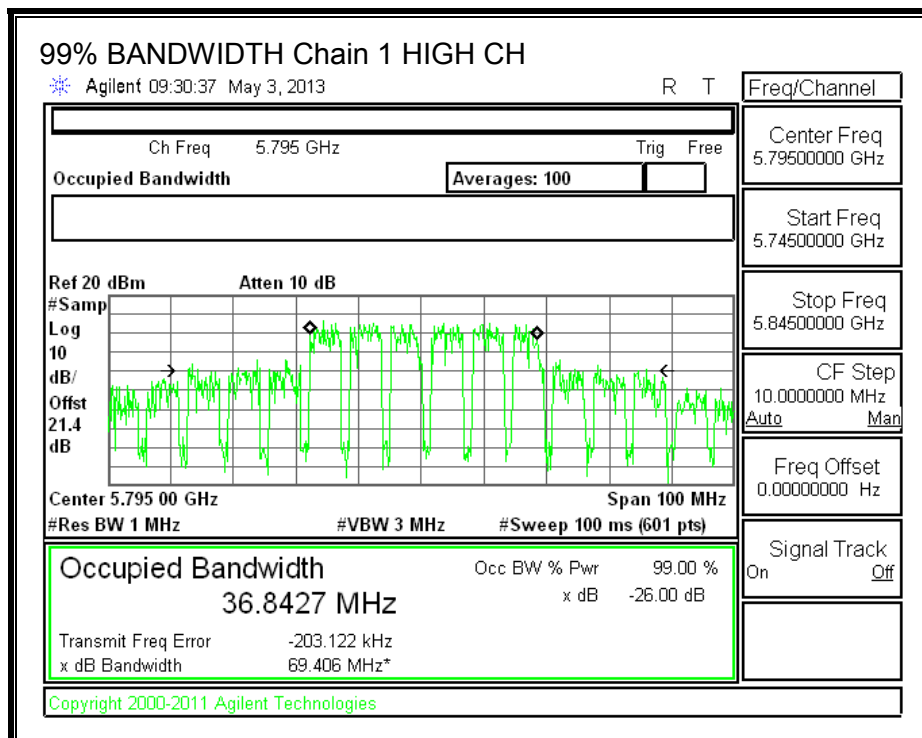 99% BANDWIDTH Chain 1 HIGH CH
Agilent 09:30:37 May 3, 2013 R T
Freq/Channel
Ch Freq 5.795 GHz Trig Free
Occupied Bandwidth Averages: 100
Center Freq
5.79500000 GHz
Start Freq
5.74500000 GHz
Stop Freq
5.84500000 GHz
CF Step
10.0000000 MHz
Auto Man
Freq Offset
0.00000000 Hz
Signal Track
On Off
Ref 20 dBm Atten 10 dB
#Samp
Log
10
dB/
Offst
21.4
dB
Center 5.795 00 GHz Span 100 MHz
#Res BW 1 MHz #VBW 3 MHz #Sweep 100 ms (601 pts)
Occupied Bandwidth Occ BW % Pwr 99.00 %
36.8427 MHz x dB -26.00 dB
Transmit Freq Error -203.122 kHz
x dB Bandwidth 69.406 MHz*
Copyright 2000-2011 Agilent Technologies